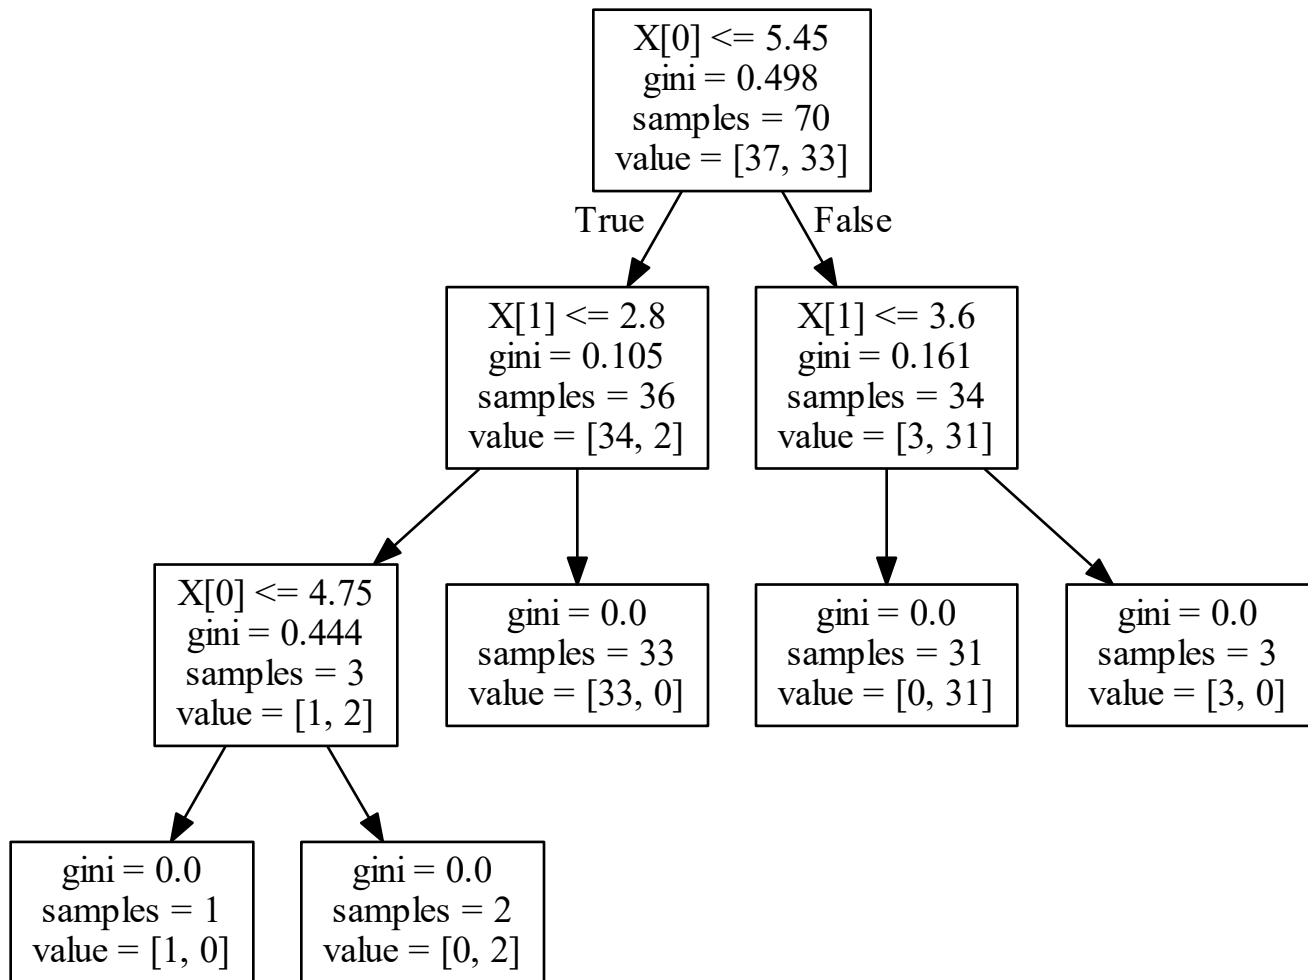 X[0] <= 5.45
gini = 0.498
samples = 70
value = [37, 33]
True
False
X[1] <= 2.8
gini = 0.105
samples = 36
value = [34, 2]
X[1] <= 3.6
gini = 0.161
samples = 34
value = [3, 31]
X[0] <= 4.75
gini = 0.444
samples = 3
value = [1, 2]
gini = 0.0
samples = 33
value = [33, 0]
gini = 0.0
samples = 31
value = [0, 31]
gini = 0.0
samples = 3
value = [3, 0]
gini = 0.0
samples = 1
value = [1, 0]
gini = 0.0
samples = 2
value = [0, 2]